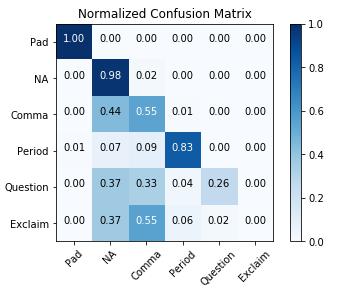 Normalized Confusion Matrix
Pad 1.00 0.00 0.00 0.00 0.00 0.00
NA 0.00 0.98 0.02 0.00 0.00 0.00
Comma 0.00 0.44 0.55 0.01 0.00 0.00
Period 0.01 0.07 0.09 0.83 0.00 0.00
Question 0.00 0.37 0.33 0.04 0.26 0.00
Exclaim 0.00 0.37 0.55 0.06 0.02 0.00
Pad NA Comma Period Question Exclaim
1.0
0.8
0.6
0.4
0.2
0.0